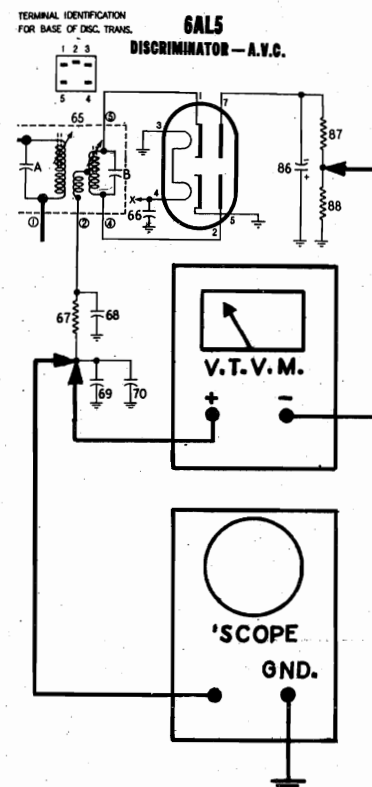 TERMINAL IDENTIFICATION
FOR BASE OF DISC. TRANS.
6AL5
DISCRIMINATOR — A.V.C.
1 2 3
5 4
65
⑤
1
7
3
A
B
86
+
87
88
X
4
66
①
②
④
2
5
67
68
69
70
V.T.V.M.
+ -
'SCOPE
GND.